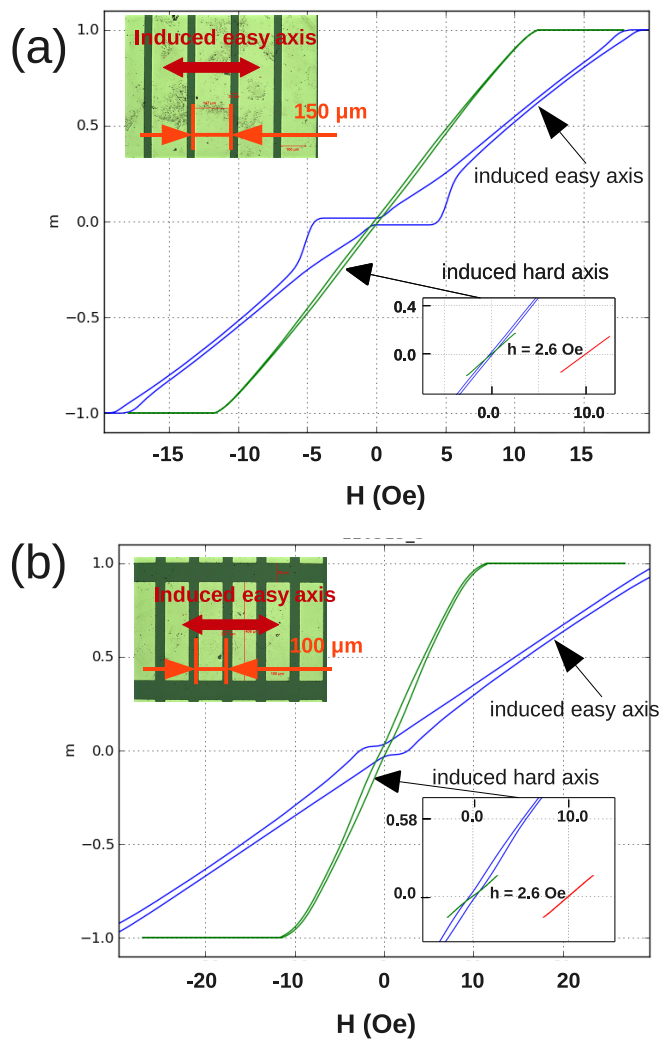 (a)
Induced easy axis
150 µm
1.0
0.5
0.0
−0.5
−1.0
m
induced easy axis
induced hard axis
0.4
0.0
h = 2.6 Oe
0.0
10.0
-15
-10
-5
0
5
10
15
H (Oe)
(b)
Induced easy axis
100 µm
1.0
0.5
0.0
−0.5
−1.0
m
induced easy axis
induced hard axis
0.0
10.0
0.58
0.0
h = 2.6 Oe
-20
-10
0
10
20
H (Oe)